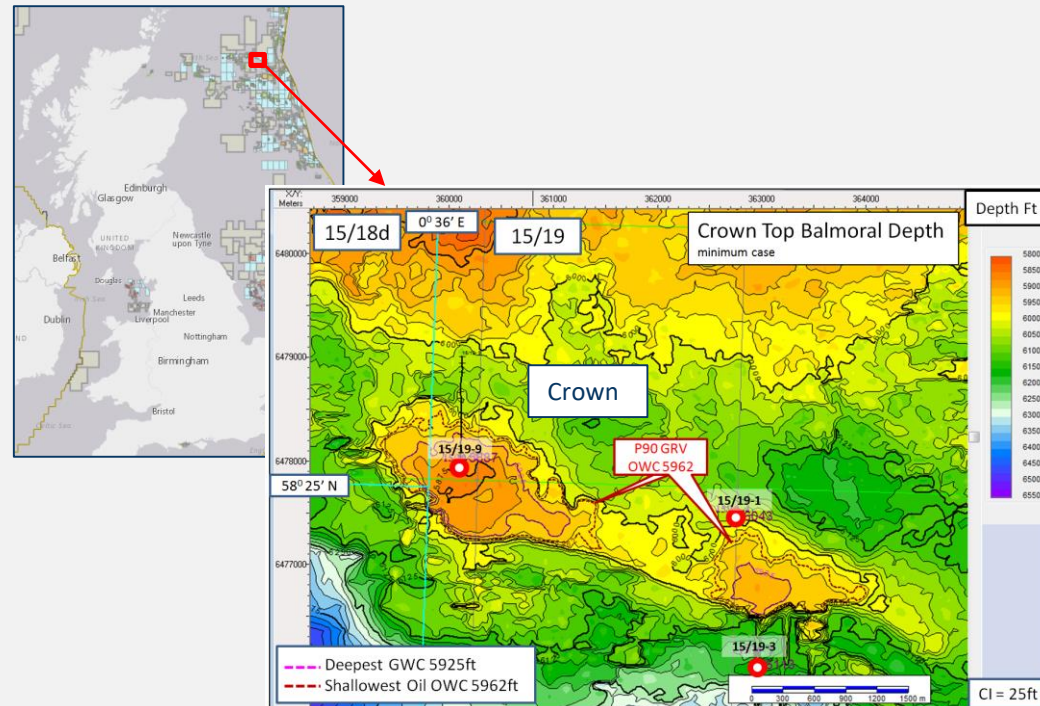 Edinburgh
Glasgow
UNITED
KINGDOM
Newcastle
upon Tyne
Belfast
Douglas
Leeds
Manchester
Liverpool
Dublin
Nottingham
Birmingham
Bristol
X/Y:
Meters
359000
360000
361000
362000
363000
364000
Depth Ft
15/18d
0⁰ 36’ E
15/19
Crown Top Balmoral Depth
minimum case
6480000
6479000
6478000
6477000
Crown
15/19-9
P90 GRV
OWC 5962
15/19-1
58⁰ 25’ N
15/19-3
5800
5850
5900
5950
6000
6050
6100
6150
6200
6250
6300
6350
6400
6450
6500
6550
Deepest GWC 5925ft
Shallowest Oil OWC 5962ft
0 300 600 900 1200 1500 m
CI = 25ft